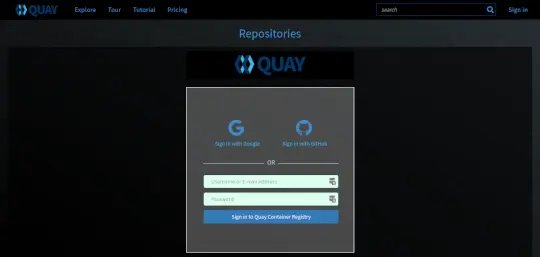 QUAY
Explore
Tour
Tutorial
Pricing
search
Sign in
Repositories
QUAY
Sign in with Google
Sign in with GitHub
OR
Username or E-mail Address
Password
Sign in to Quay Container Registry